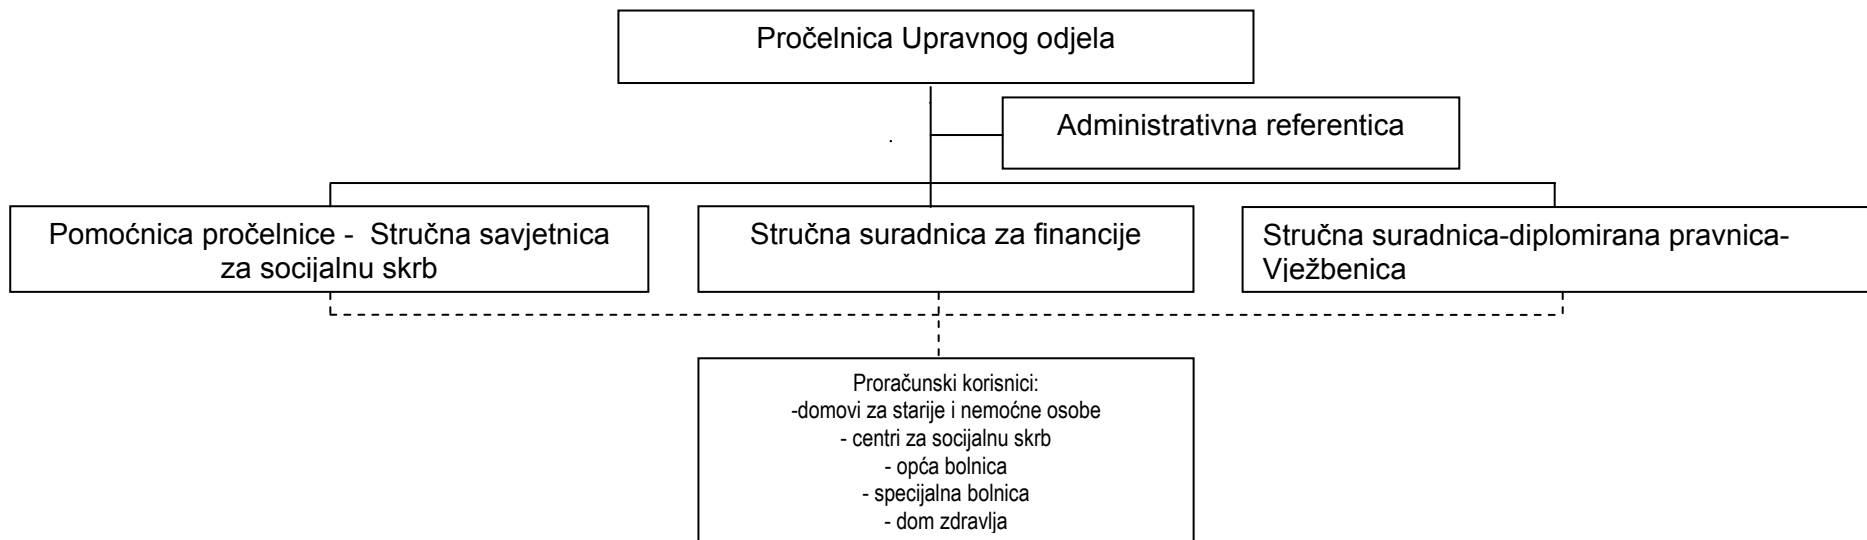 Pročelnica Upravnog odjela
Administrativna referentica
Pomoćnica pročelnice - Stručna savjetnica
za socijalnu skrb
Stručna suradnica za financije
Stručna suradnica-diplomirana pravnica-
Vježbenica
Proračunski korisnici:
-domovi za starije i nemoćne osobe
- centri za socijalnu skrb
- opća bolnica
- specijalna bolnica
- dom zdravlja